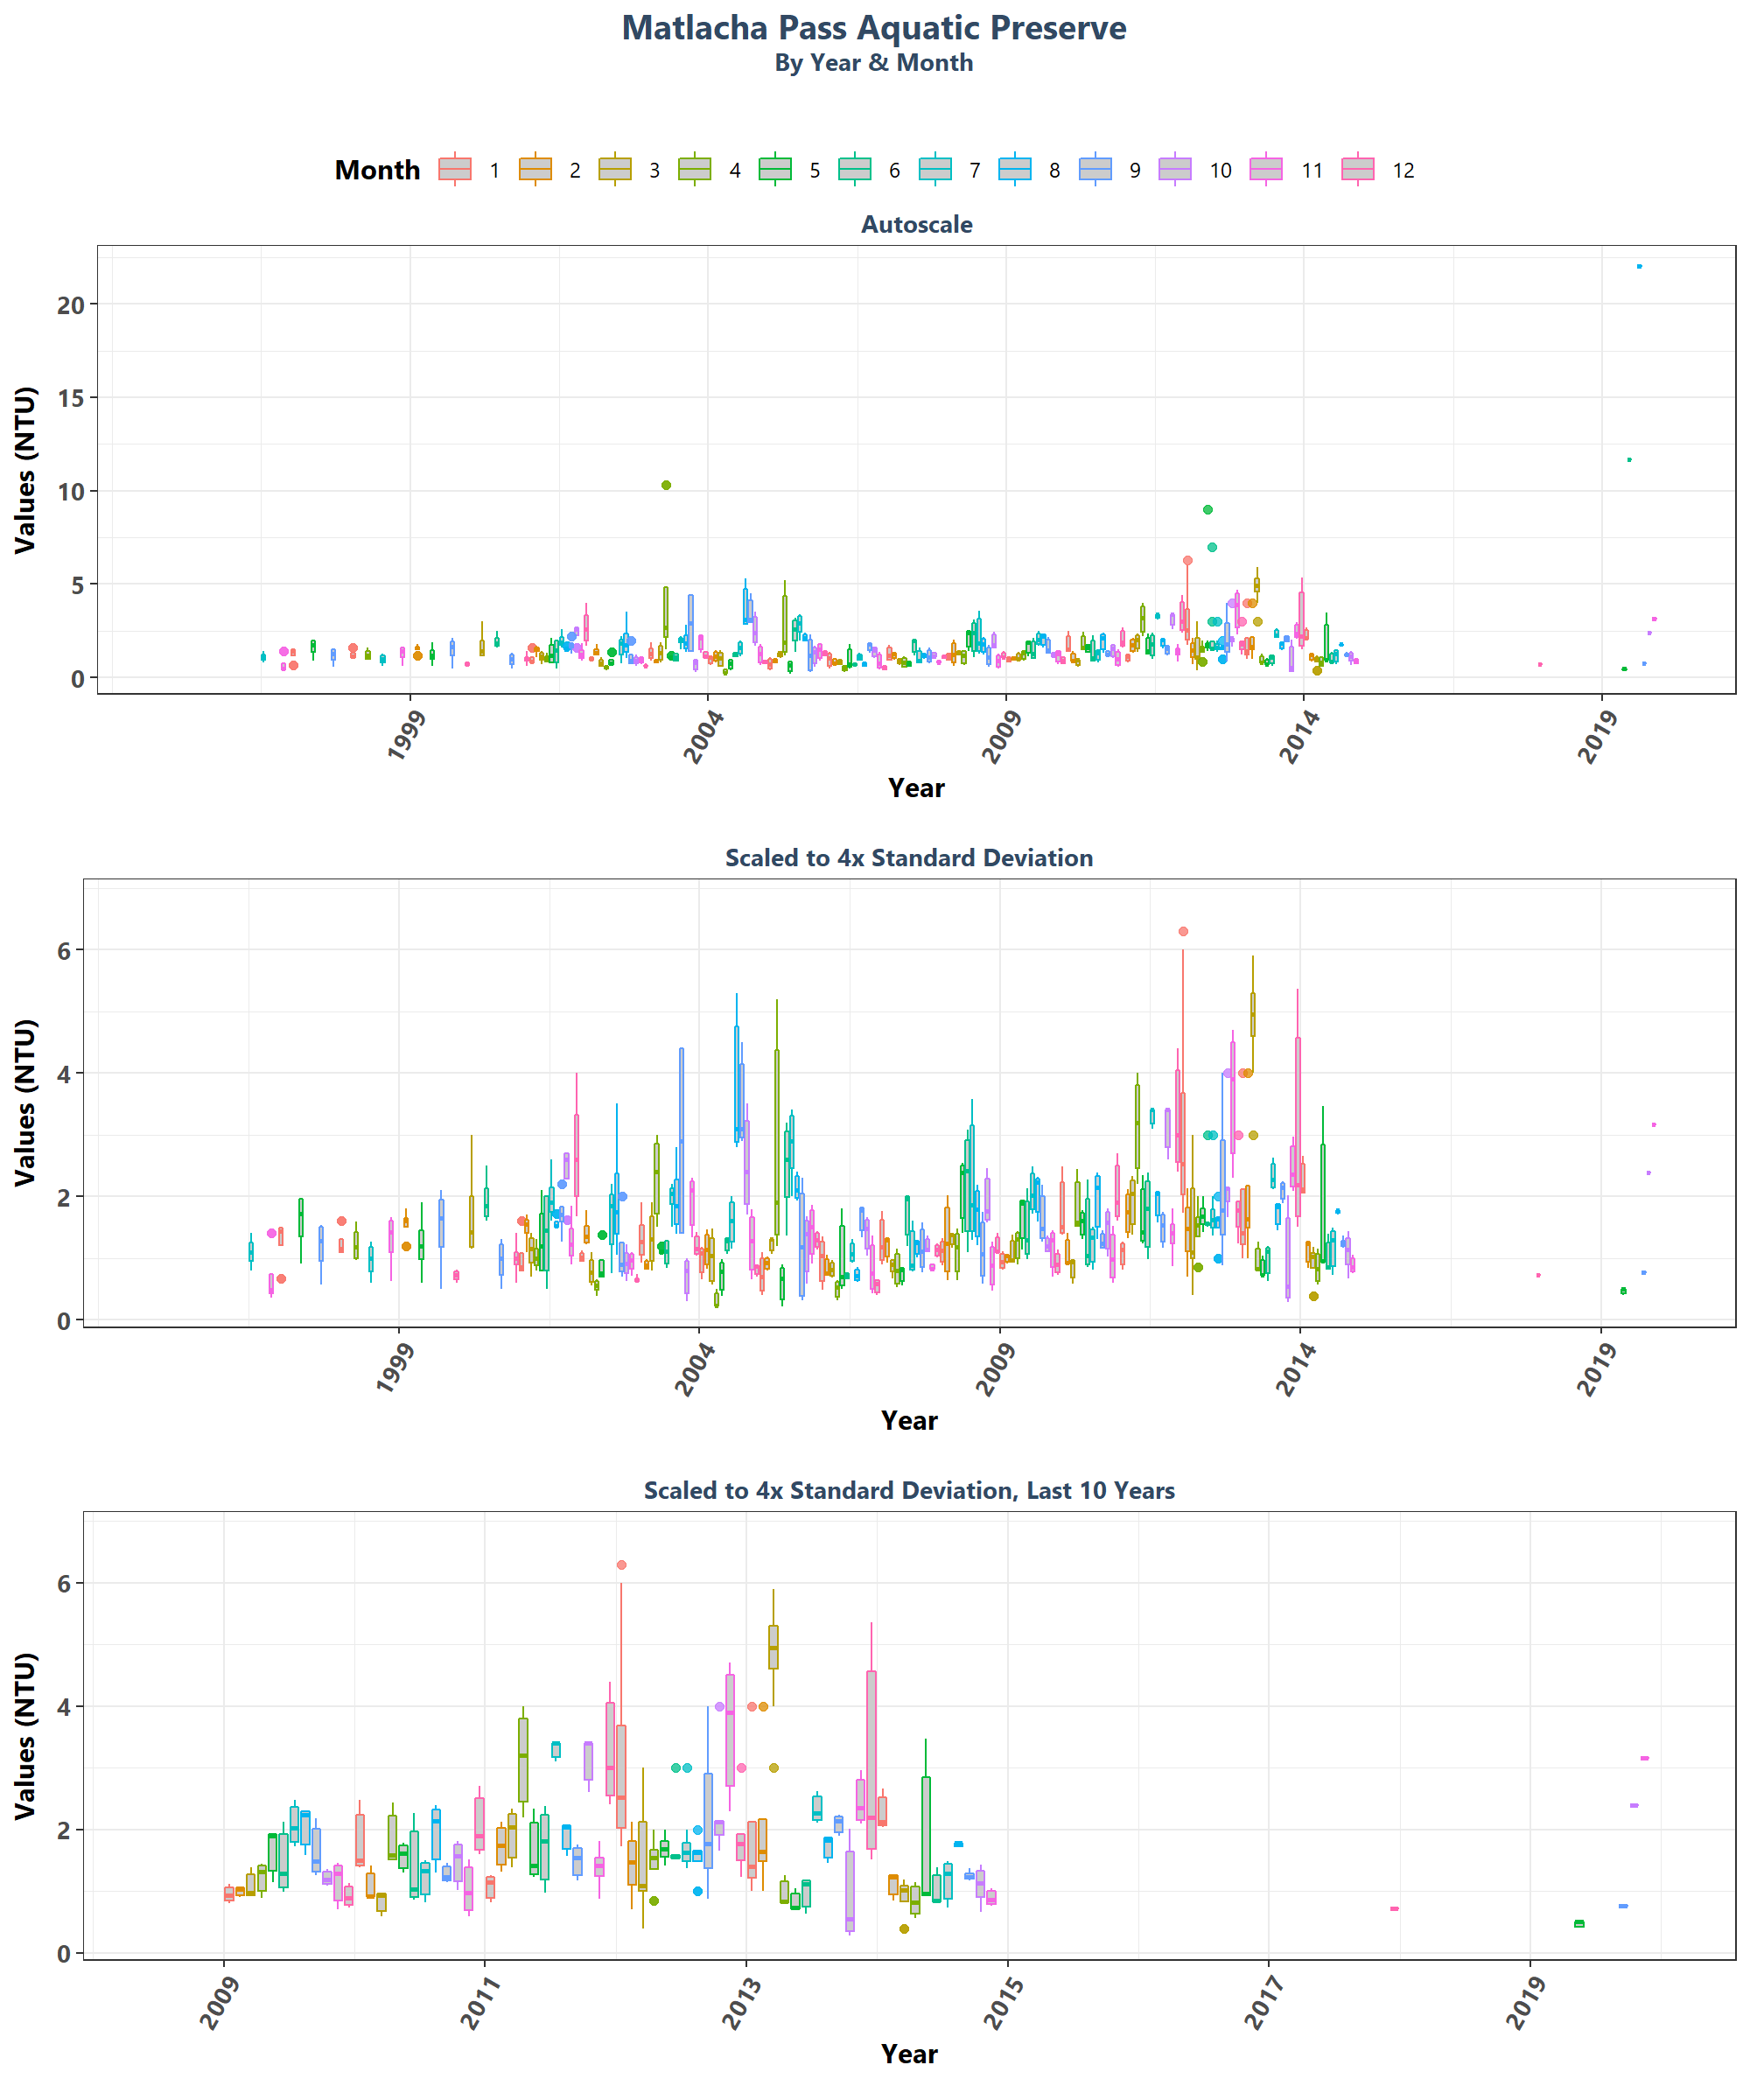 Matlacha Pass Aquatic Preserve
By Year & Month
Month 1 2 3 4 5 6 7 8 9 10 11 12
Autoscale
Values (NTU)
20
15
10
5
0
1999 2004 2009 2014 2019
Year
Scaled to 4x Standard Deviation
Values (NTU)
6
4
2
0
1999 2004 2009 2014 2019
Year
Scaled to 4x Standard Deviation, Last 10 Years
Values (NTU)
6
4
2
0
2009 2011 2013 2015 2017 2019
Year